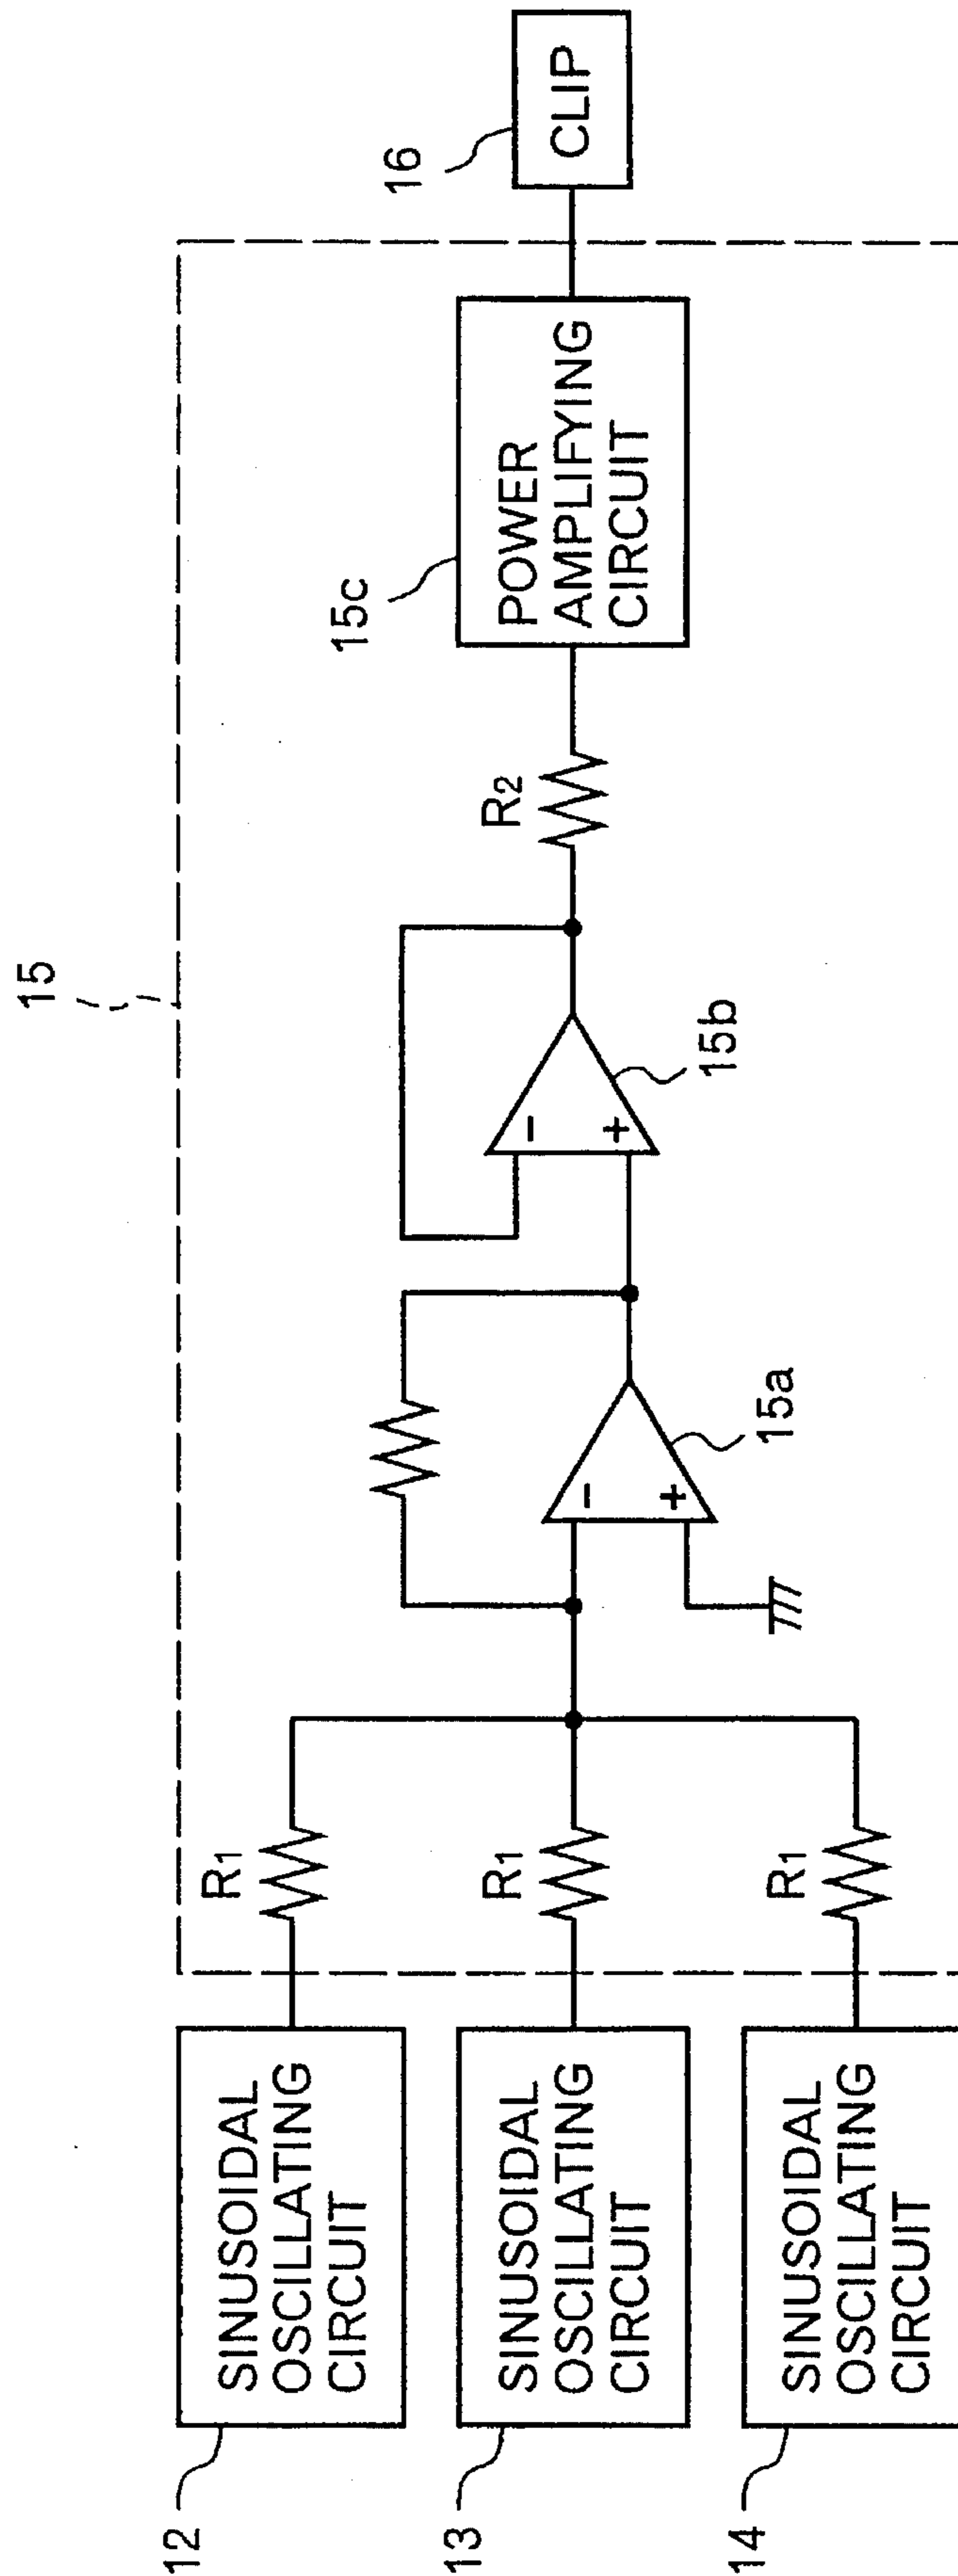 15
12
SINUSOIDAL
OSCILLATING
CIRCUIT
R1
13
SINUSOIDAL
OSCILLATING
CIRCUIT
R1
14
SINUSOIDAL
OSCILLATING
CIRCUIT
R1
-
+
15a
-
+
15b
R2
15c
POWER
AMPLIFYING
CIRCUIT
16
CLIP